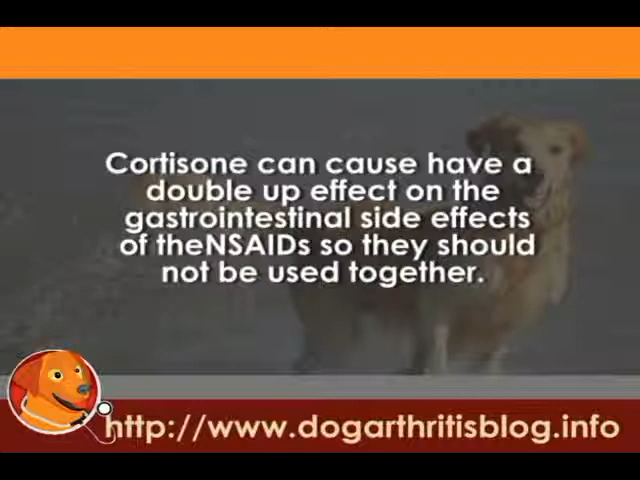 Cortisone can cause have a
double up effect on the
gastrointestinal side effects
of theNSAIDs so they should
not be used together.
http://www.dogarthritisblog.info